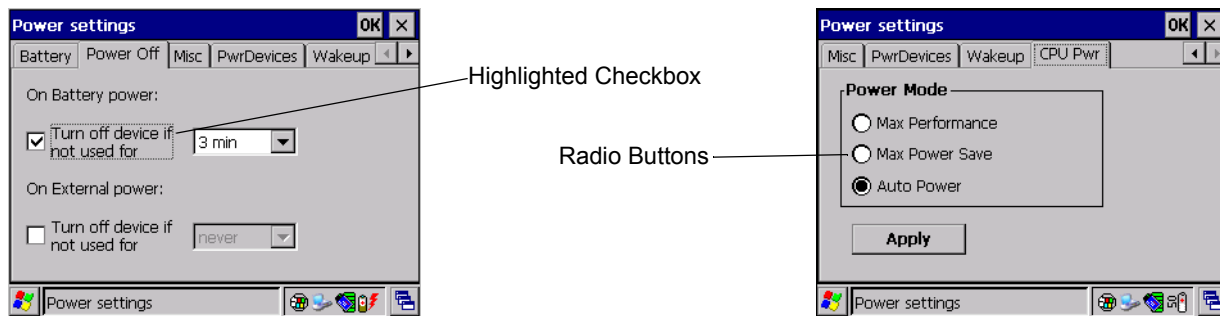 Power settings OK
Battery Power Off Misc PwrDevices Wakeup
On Battery power:
Turn off device if
not used for
3 min
On External power:
Turn off device if
not used for
never
Power settings
Highlighted Checkbox
Radio Buttons
Power settings OK
Misc PwrDevices Wakeup CPU Pwr
Power Mode
Max Performance
Max Power Save
Auto Power
Apply
Power settings